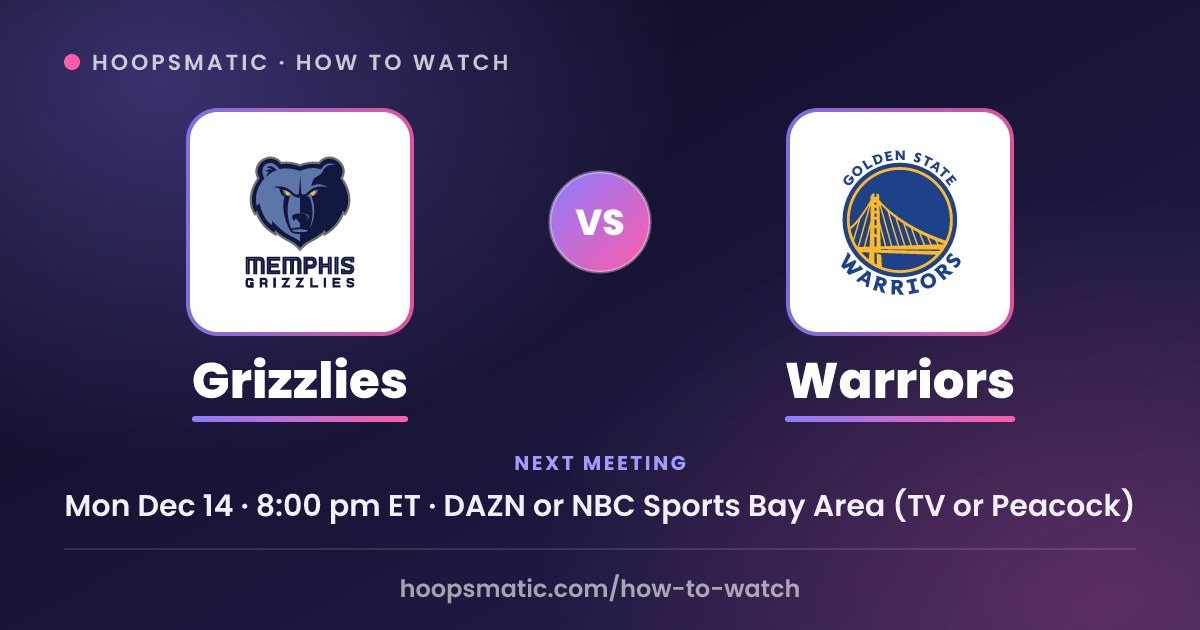 HOOPSMATIC · HOW TO WATCH
MEMPHIS
GRIZZLIES
GOLDEN STATE
WARRIORS
VS
Grizzlies
Warriors
NEXT MEETING
Mon Dec 14 · 8:00 pm ET · DAZN or NBC Sports Bay Area (TV or Peacock)
hoopsmatic.com/how-to-watch